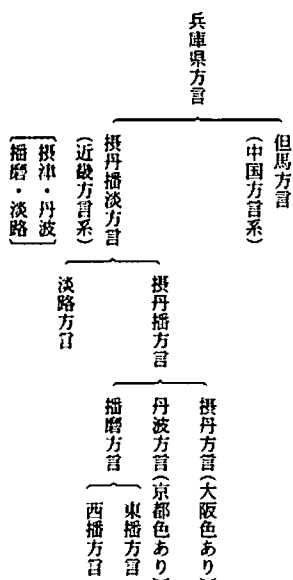 兵庫県方言
但馬方言
(中国方言系)
摂丹播淡方言
(近畿方言系)
摂津・丹波
播磨・淡路
摂丹播方言
淡路方言
摂丹方言(大阪色あり)
丹波方言(京都色あり)
播磨方言
東播方言
西播方言